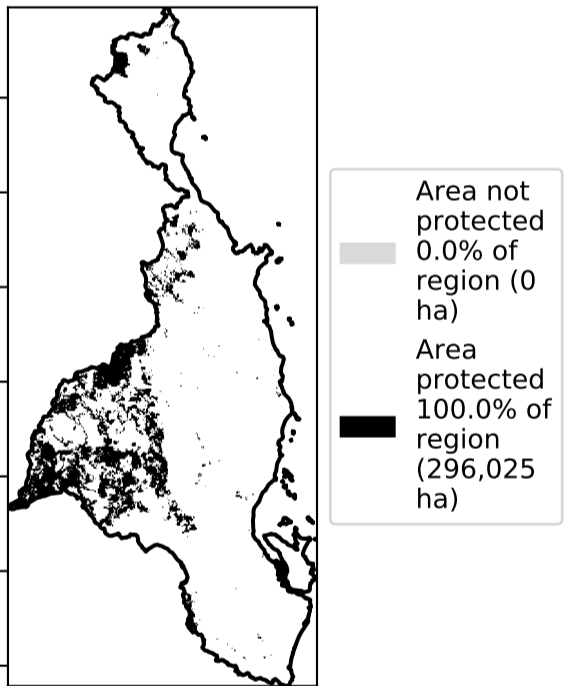 Area not
protected
0.0% of
region (0
ha)
Area
protected
100.0% of
region
(296,025
ha)